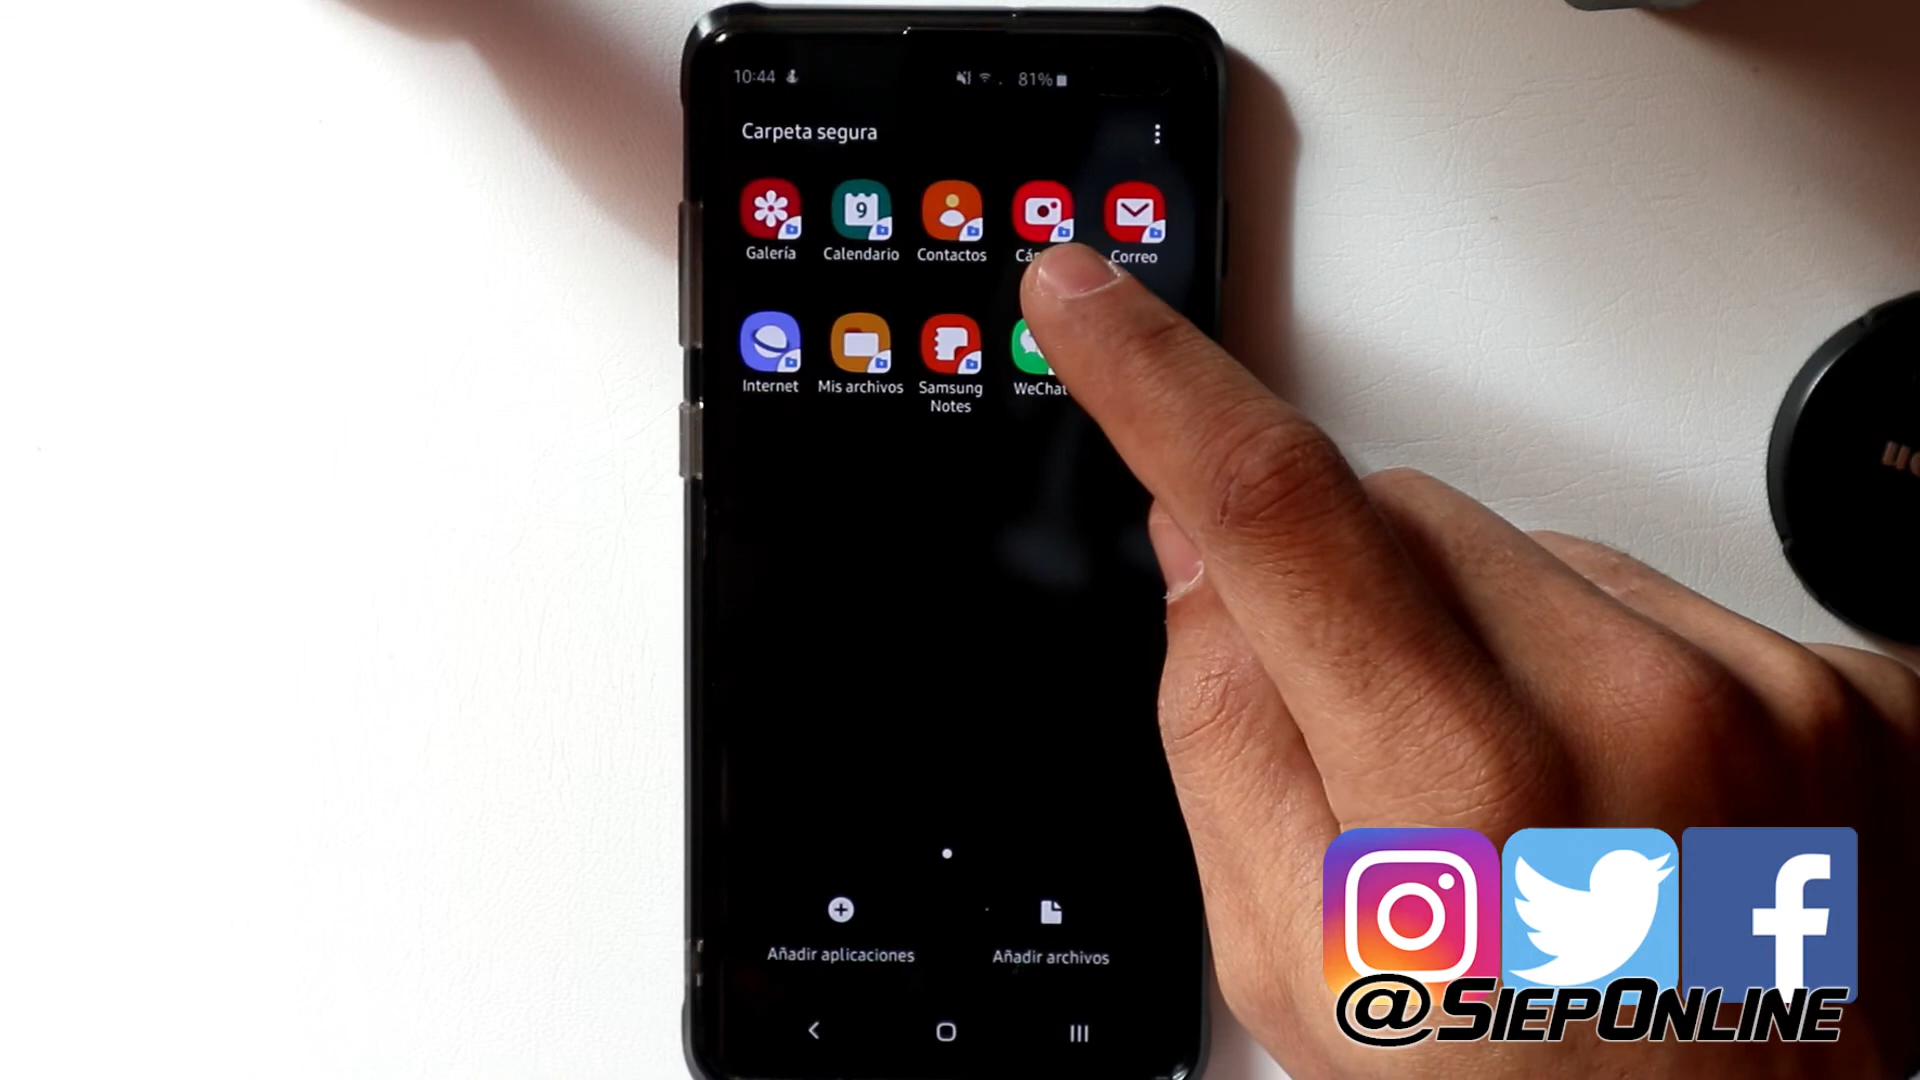 10:44
81%
Carpeta segura
9
Galería
Calendario
Contactos
Correo
Internet
Mis archivos
Samsung
Notes
WeChat
Añadir aplicaciones
Añadir archivos
@SiepOnline